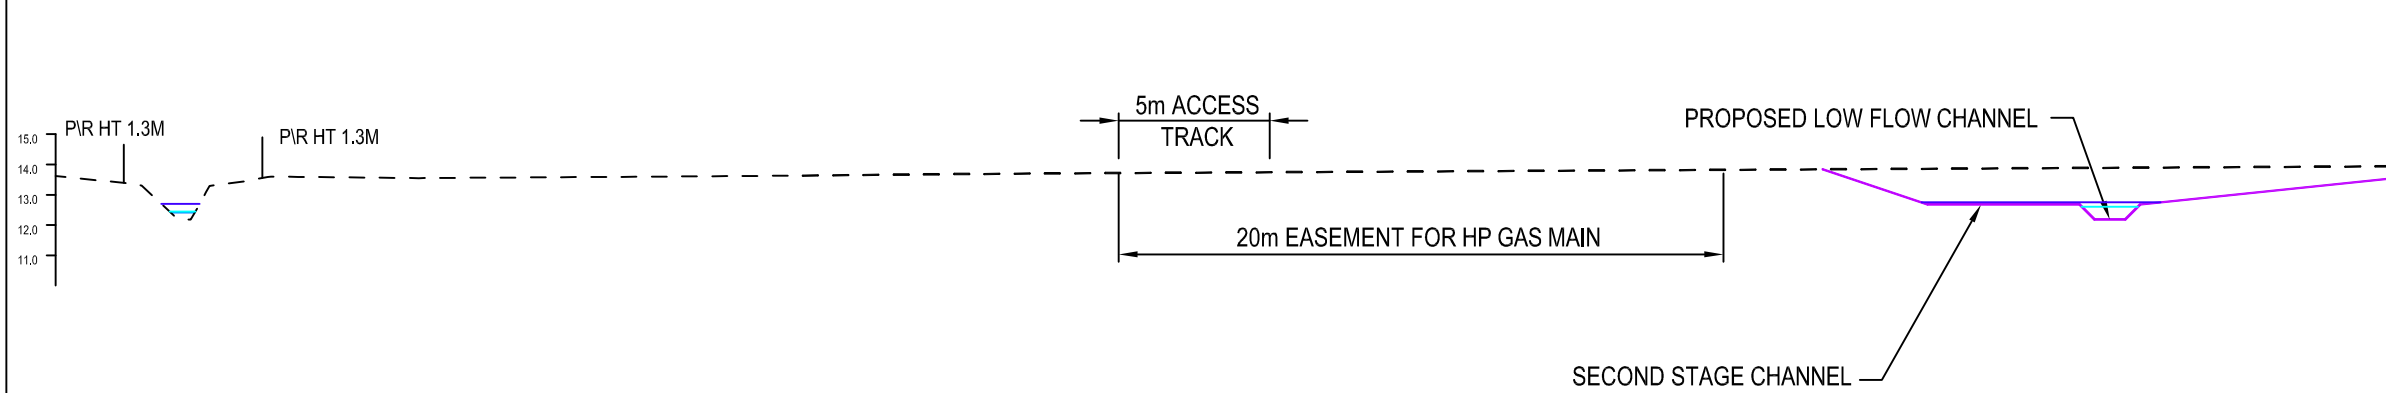 5m ACCESS
TRACK
PROPOSED LOW FLOW CHANNEL
P\R HT 1.3M
P\R HT 1.3M
15.0
14.0
13.0
12.0
11.0
20m EASEMENT FOR HP GAS MAIN
SECOND STAGE CHANNEL